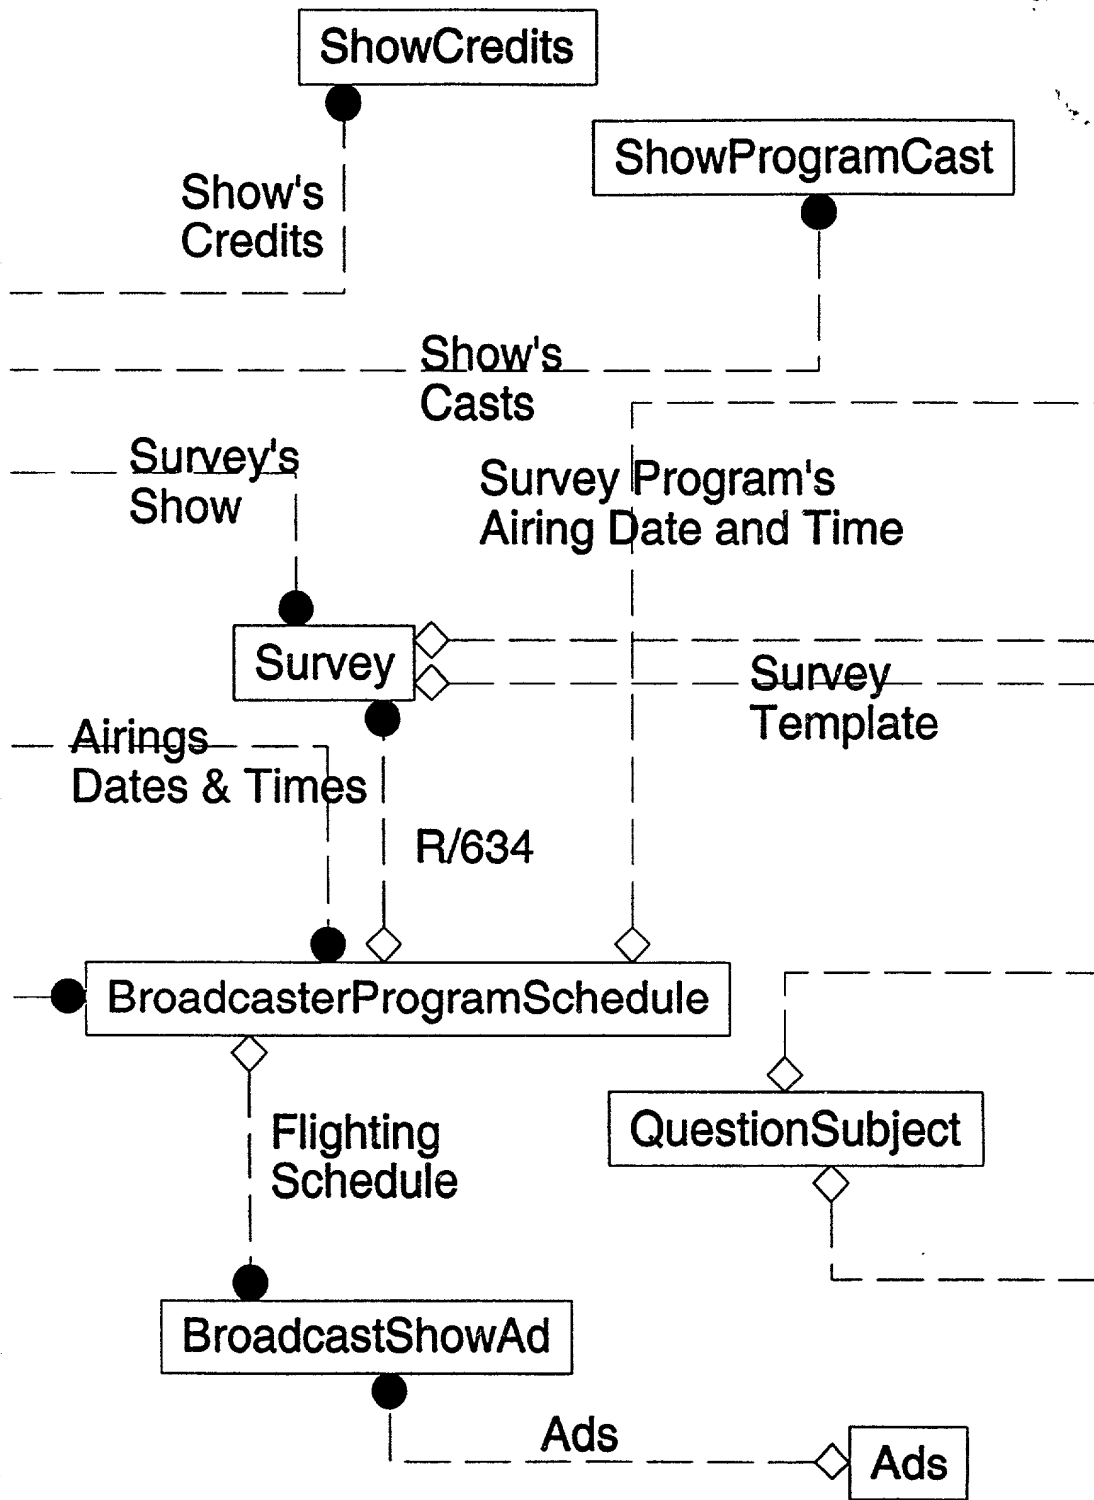 ShowCredits
ShowProgramCast
Show's
Credits
Show's
Casts
Survey's
Show
Survey Program's
Airing Date and Time
Survey
Survey
Template
Airings
Dates & Times
R/634
BroadcasterProgramSchedule
Flighting
Schedule
QuestionSubject
BroadcastShowAd
Ads
Ads